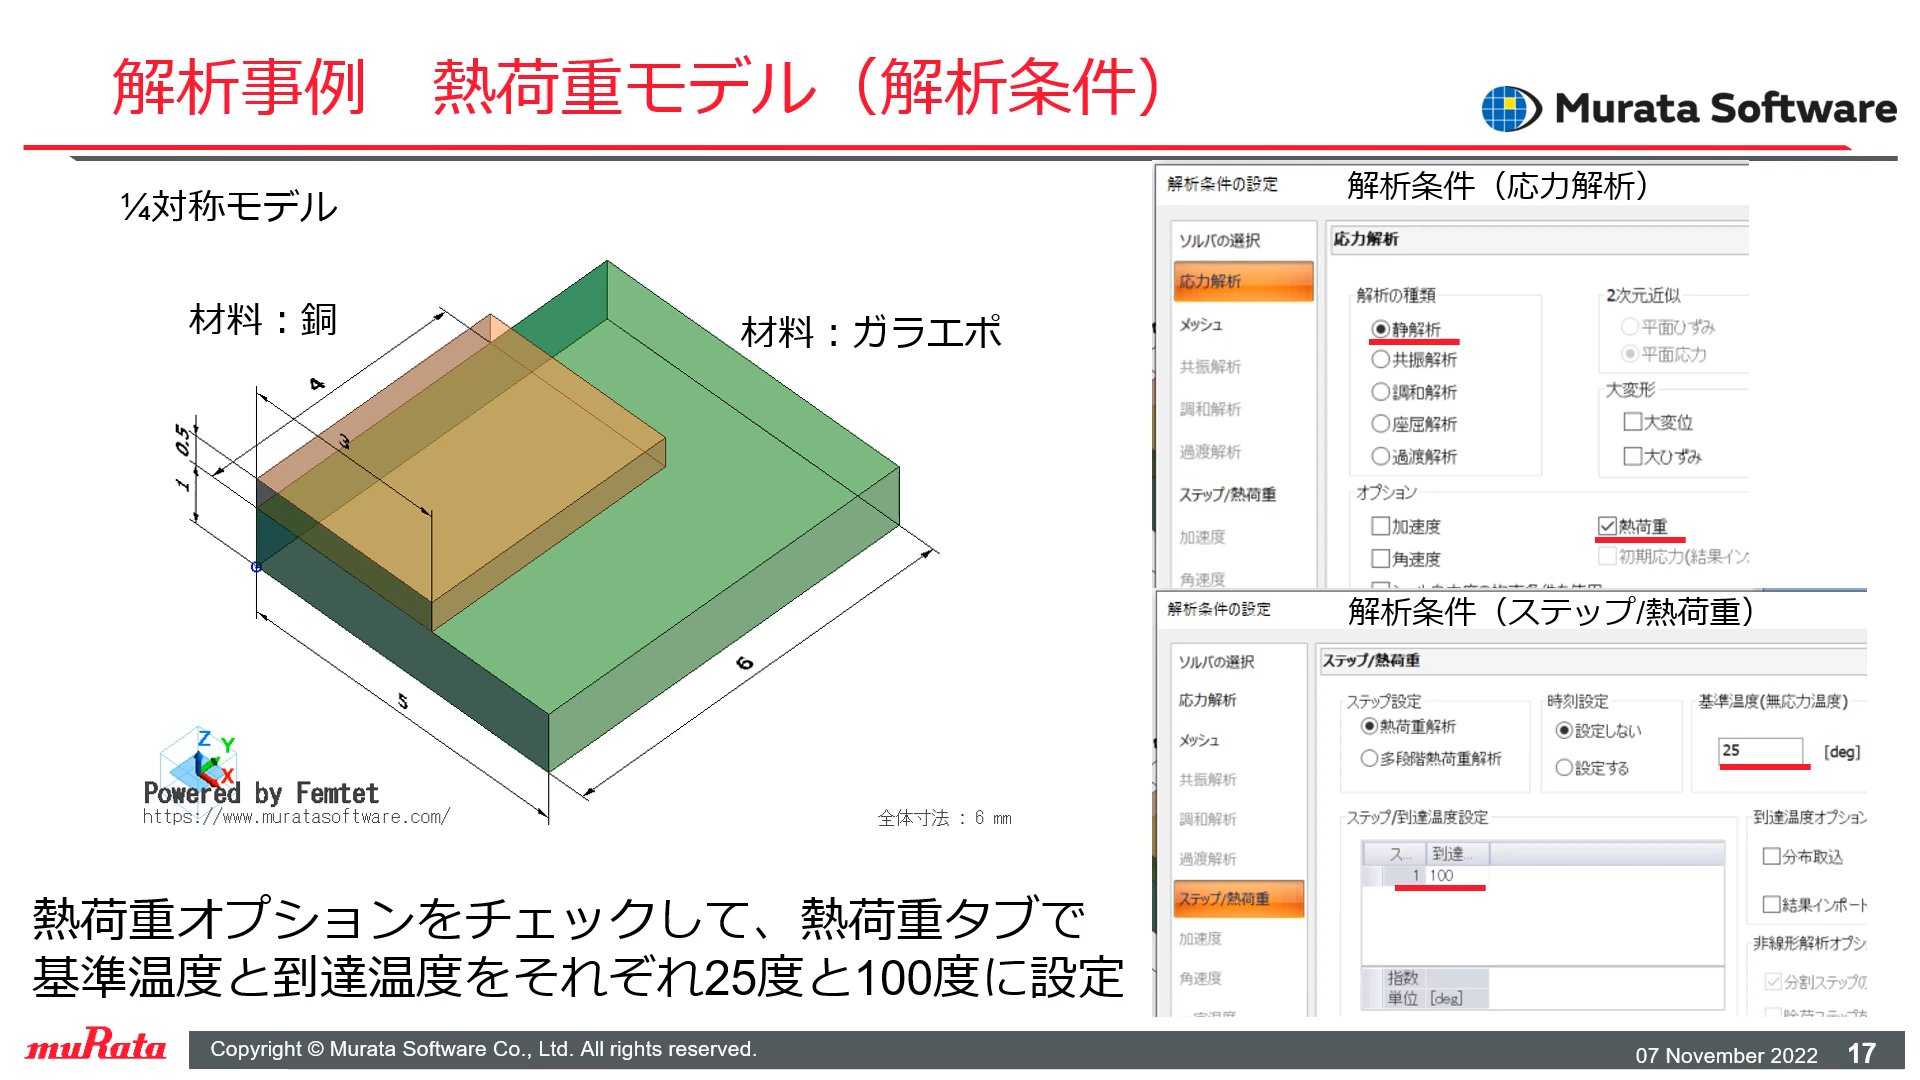 解析事例　熱荷重モデル（解析条件）
Murata Software
¼対称モデル
材料：銅
材料：ガラエポ
4
3
0.5
1
5
6
Z
Y
X
Powered by Femtet
https://www.muratasoftware.com/
全体寸法 : 6 mm
解析条件の設定
解析条件（応力解析）
ソルバの選択
応力解析
メッシュ
共振解析
調和解析
過渡解析
ステップ/熱荷重
加速度
角速度
応力解析
解析の種類
静解析
共振解析
調和解析
座屈解析
過渡解析
2次元近似
平面ひずみ
平面応力
大変形
大変位
大ひずみ
オプション
加速度
角速度
熱荷重
初期応力(結果イン
解析条件の設定
解析条件（ステップ/熱荷重）
ソルバの選択
応力解析
メッシュ
共振解析
調和解析
過渡解析
ステップ/熱荷重
加速度
角速度
ステップ/熱荷重
ステップ設定
熱荷重解析
多段階熱荷重解析
時刻設定
設定しない
設定する
基準温度(無応力温度)
25 [deg]
ステップ/到達温度設定
ス... 到達...
1 100
指数
単位 [deg]
到達温度オプション
分布取込
結果インポート
非線形解析オプシ
分割ステップの
熱荷重オプションをチェックして、熱荷重タブで
基準温度と到達温度をそれぞれ25度と100度に設定
muRata
Copyright © Murata Software Co., Ltd. All rights reserved.
07 November 2022
17